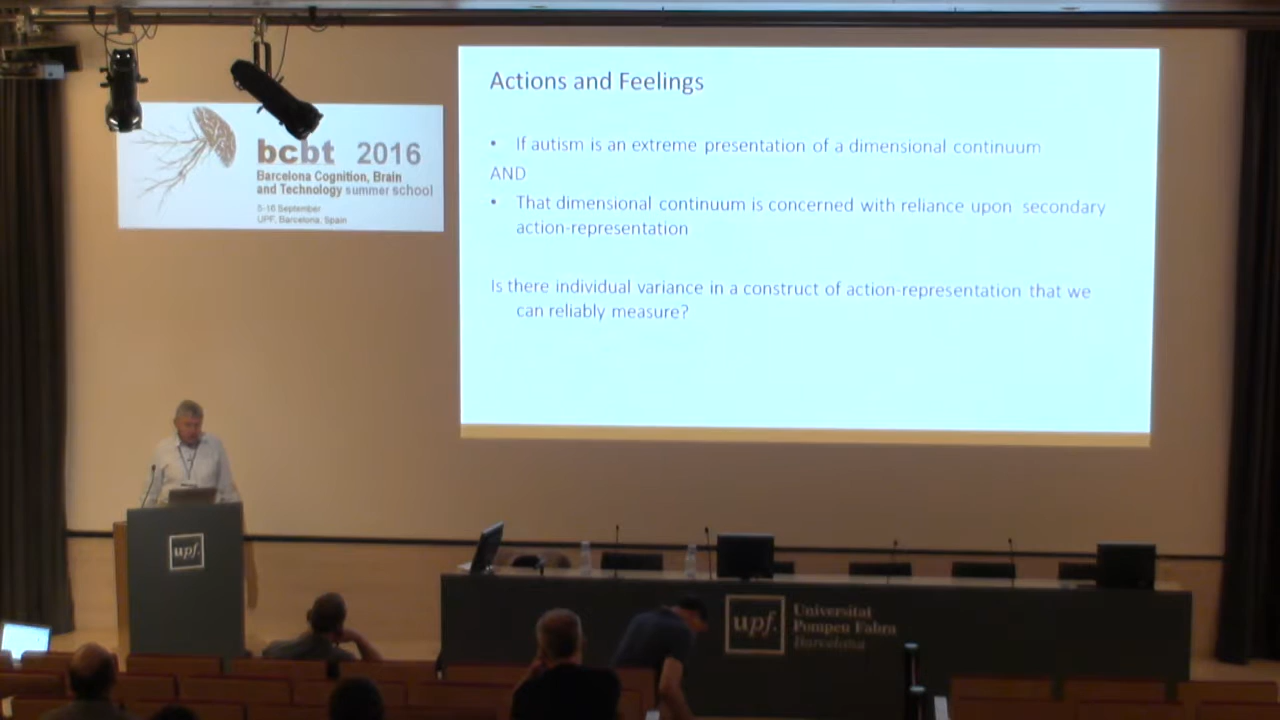 bcbt 2016
Barcelona Cognition, Brain
and Technology summer school
5-16 September
UPF, Barcelona, Spain
Actions and Feelings
• If autism is an extreme presentation of a dimensional continuum
AND
• That dimensional continuum is concerned with reliance upon secondary
action-representation
Is there individual variance in a construct of action-representation that we
can reliably measure?
upf.
upf.
Universitat
Pompeu Fabra
Barcelona